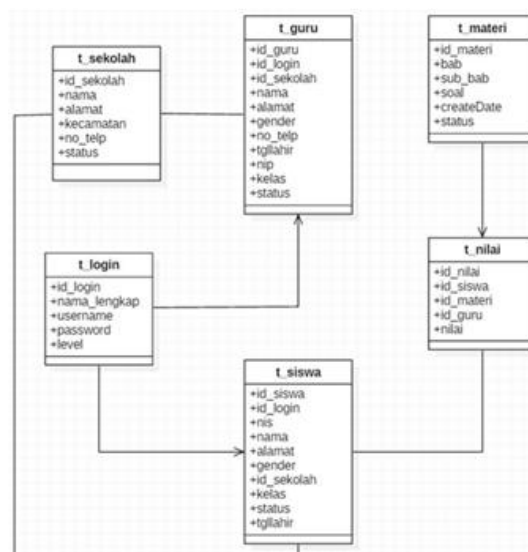 t_sekolah
+id_sekolah
+nama
+alamat
+kecamatan
+no_telp
+status
t_guru
+id_guru
+id_login
+id_sekolah
+nama
+alamat
+gender
+no_telp
+tgllahir
+nip
+kelas
+status
t_materi
+id_materi
+bab
+sub_bab
+soal
+createDate
+status
t_login
+id_login
+nama_lengkap
+username
+password
+level
t_nilai
+id_nilai
+id_siswa
+id_materi
+id_guru
+nilai
t_siswa
+id_siswa
+id_login
+nis
+nama
+alamat
+gender
+id_sekolah
+kelas
+status
+tgllahir